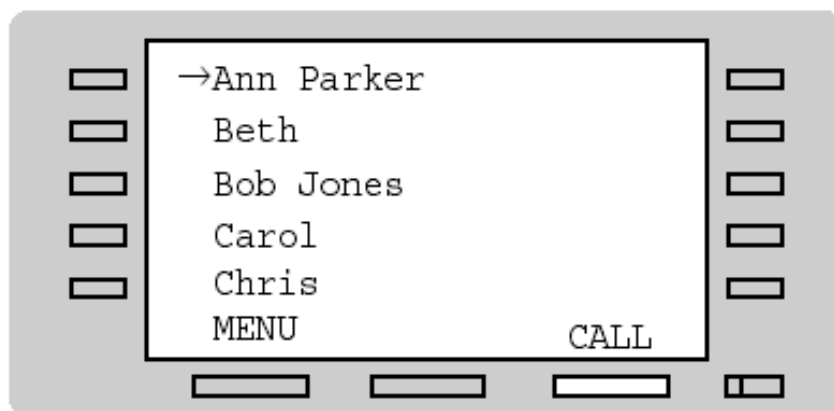 →Ann Parker
Beth
Bob Jones
Carol
Chris
MENU CALL